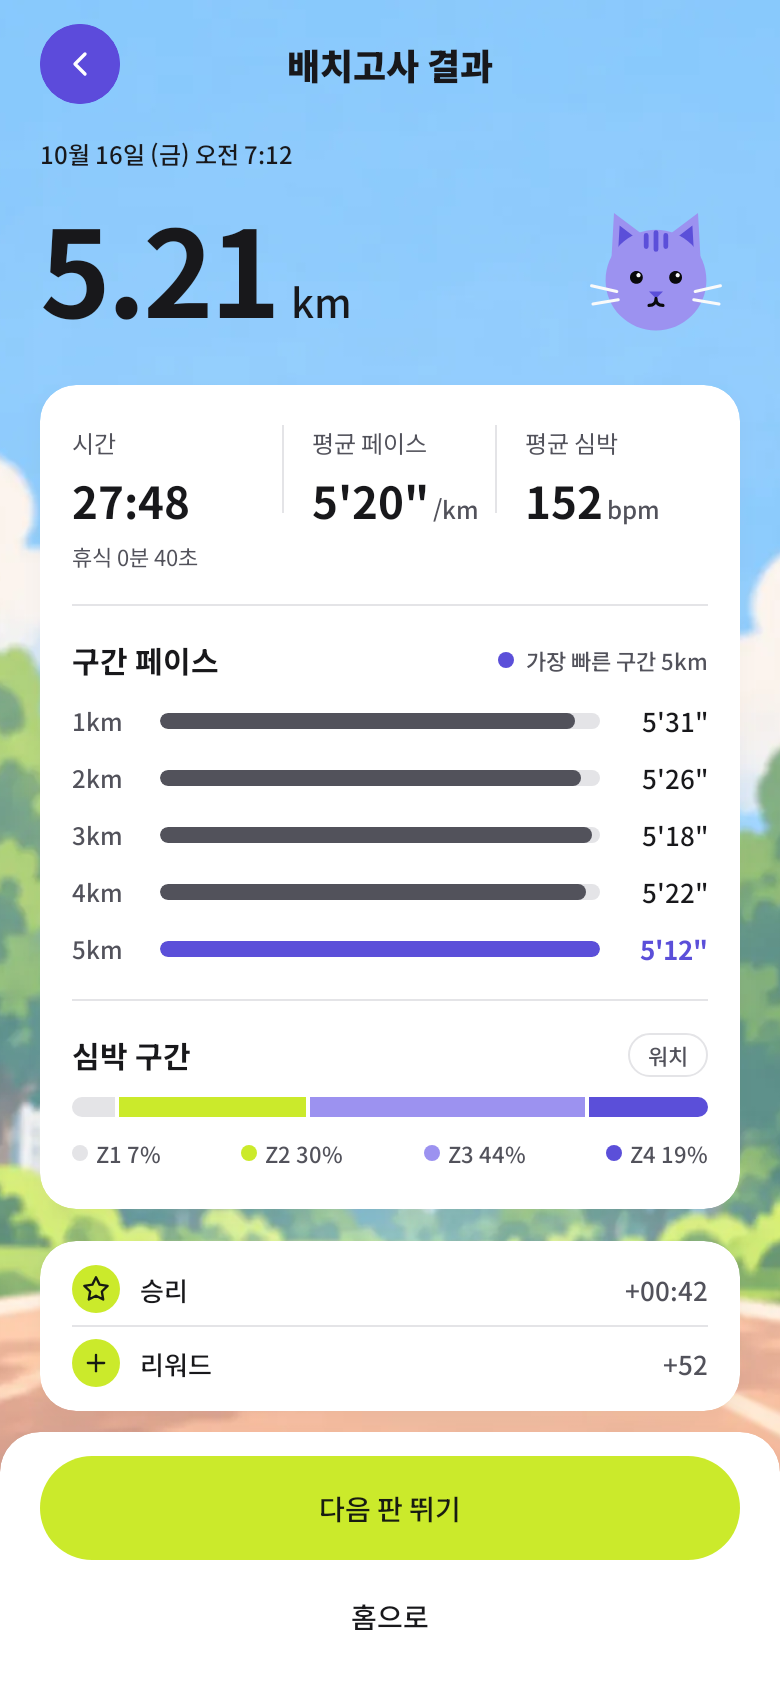 배치고사 결과
10월 16일 (금) 오전 7:12
5.21 km
시간 평균 페이스 평균 심박
27:48 5'20" /km 152 bpm
휴식 0분 40초
구간 페이스 가장 빠른 구간 5km
1km 5'31"
2km 5'26"
3km 5'18"
4km 5'22"
5km 5'12"
심박 구간 워치
Z1 7% Z2 30% Z3 44% Z4 19%
승리 +00:42
리워드 +52
다음 판 뛰기
홈으로